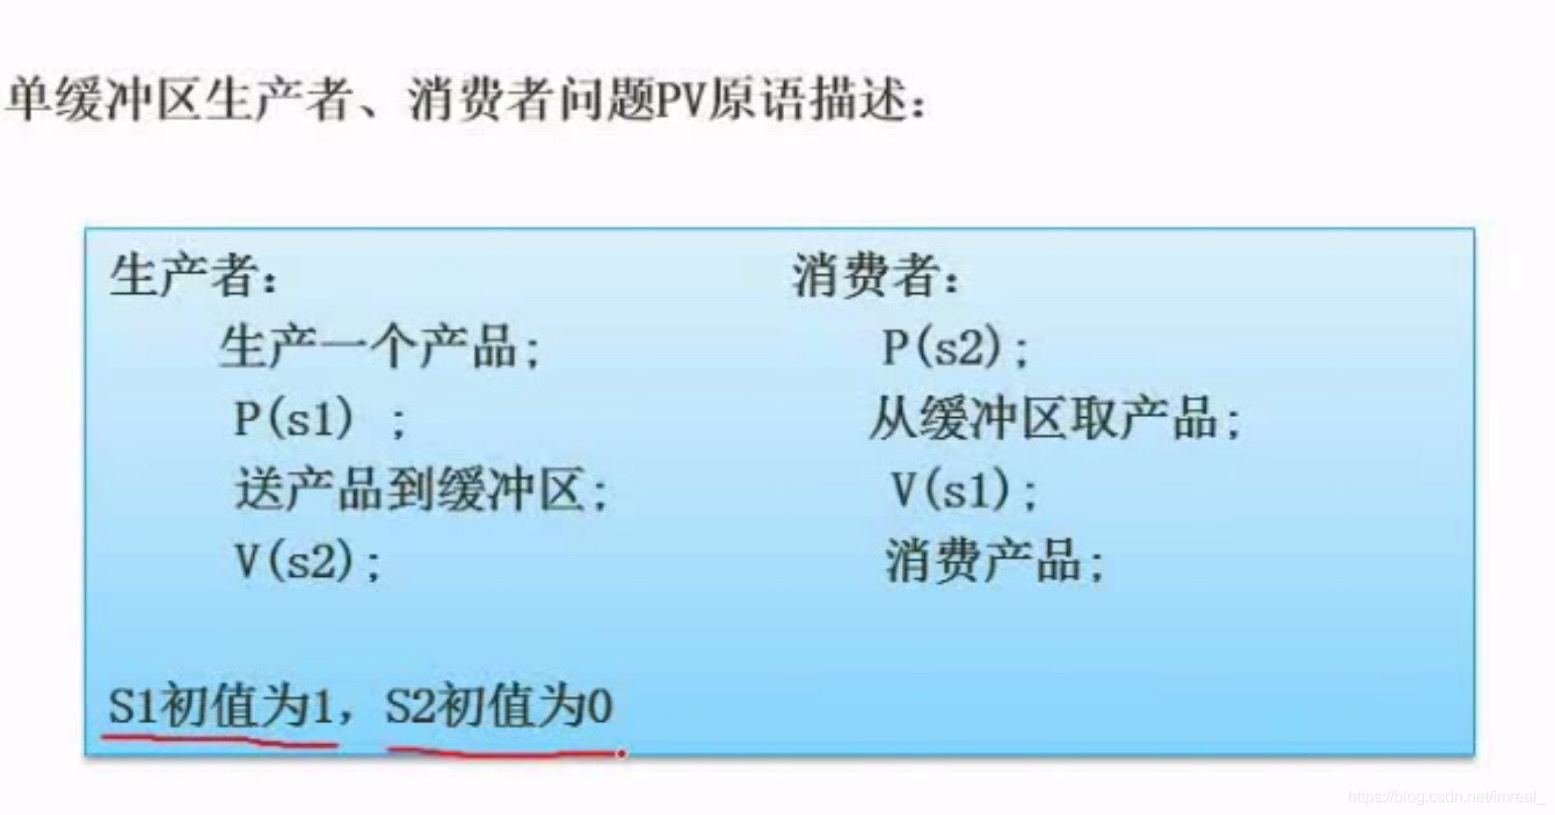 单缓冲区生产者、消费者问题PV原语描述：
生产者：
生产一个产品；
P(s1) ；
送产品到缓冲区；
V(s2)；
消费者：
P(s2)；
从缓冲区取产品；
V(s1)；
消费产品；
S1初值为1，S2初值为0
https://blog.csdn.net/imreal_